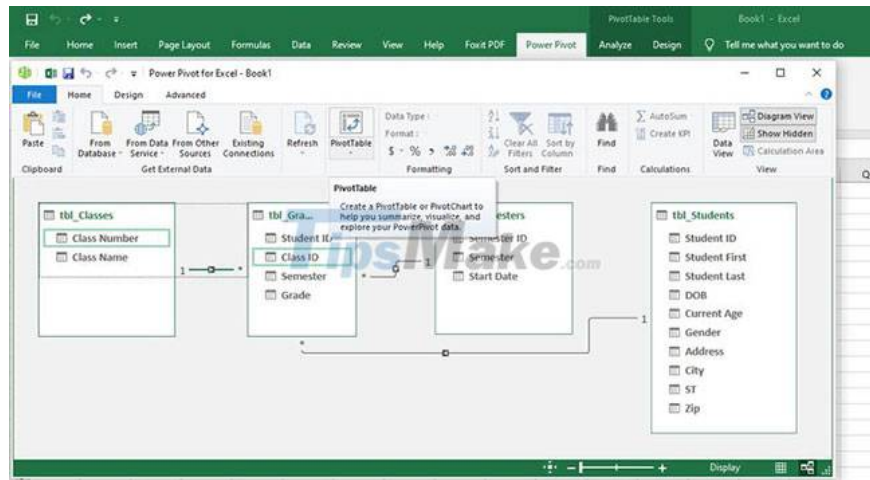 PivotTable Tools
Book1 - Excel
File Home Insert Page Layout Formulas Data Review View Help Foxit PDF Power Pivot Analyze Design Tell me what you want to do
Power Pivot for Excel - Book1
File Home Design Advanced
Paste
From Database
From Data Service
From Other Sources
Existing Connections
Refresh
PivotTable
Data Type :
Format :
$ - % ,
Clear All Filters
Sort by Column
Find
AutoSum
Create KPI
Data View
Diagram View
Show Hidden
Calculation Area
Clipboard
Get External Data
Formatting
Sort and Filter
Find
Calculations
View
Q
PivotTable
Create a PivotTable or PivotChart to
help you summarize, visualize, and
explore your PowerPivot data.
tbl_Classes
Class Number
Class Name
tbl_Gra...
Student ID
Class ID
Semester
Grade
esters
Semester ID
Semester
Start Date
tbl_Students
Student ID
Student First
Student Last
DOB
Current Age
Gender
Address
City
ST
Zip
1
*
*
1
*
1
TipsMake.com
Display